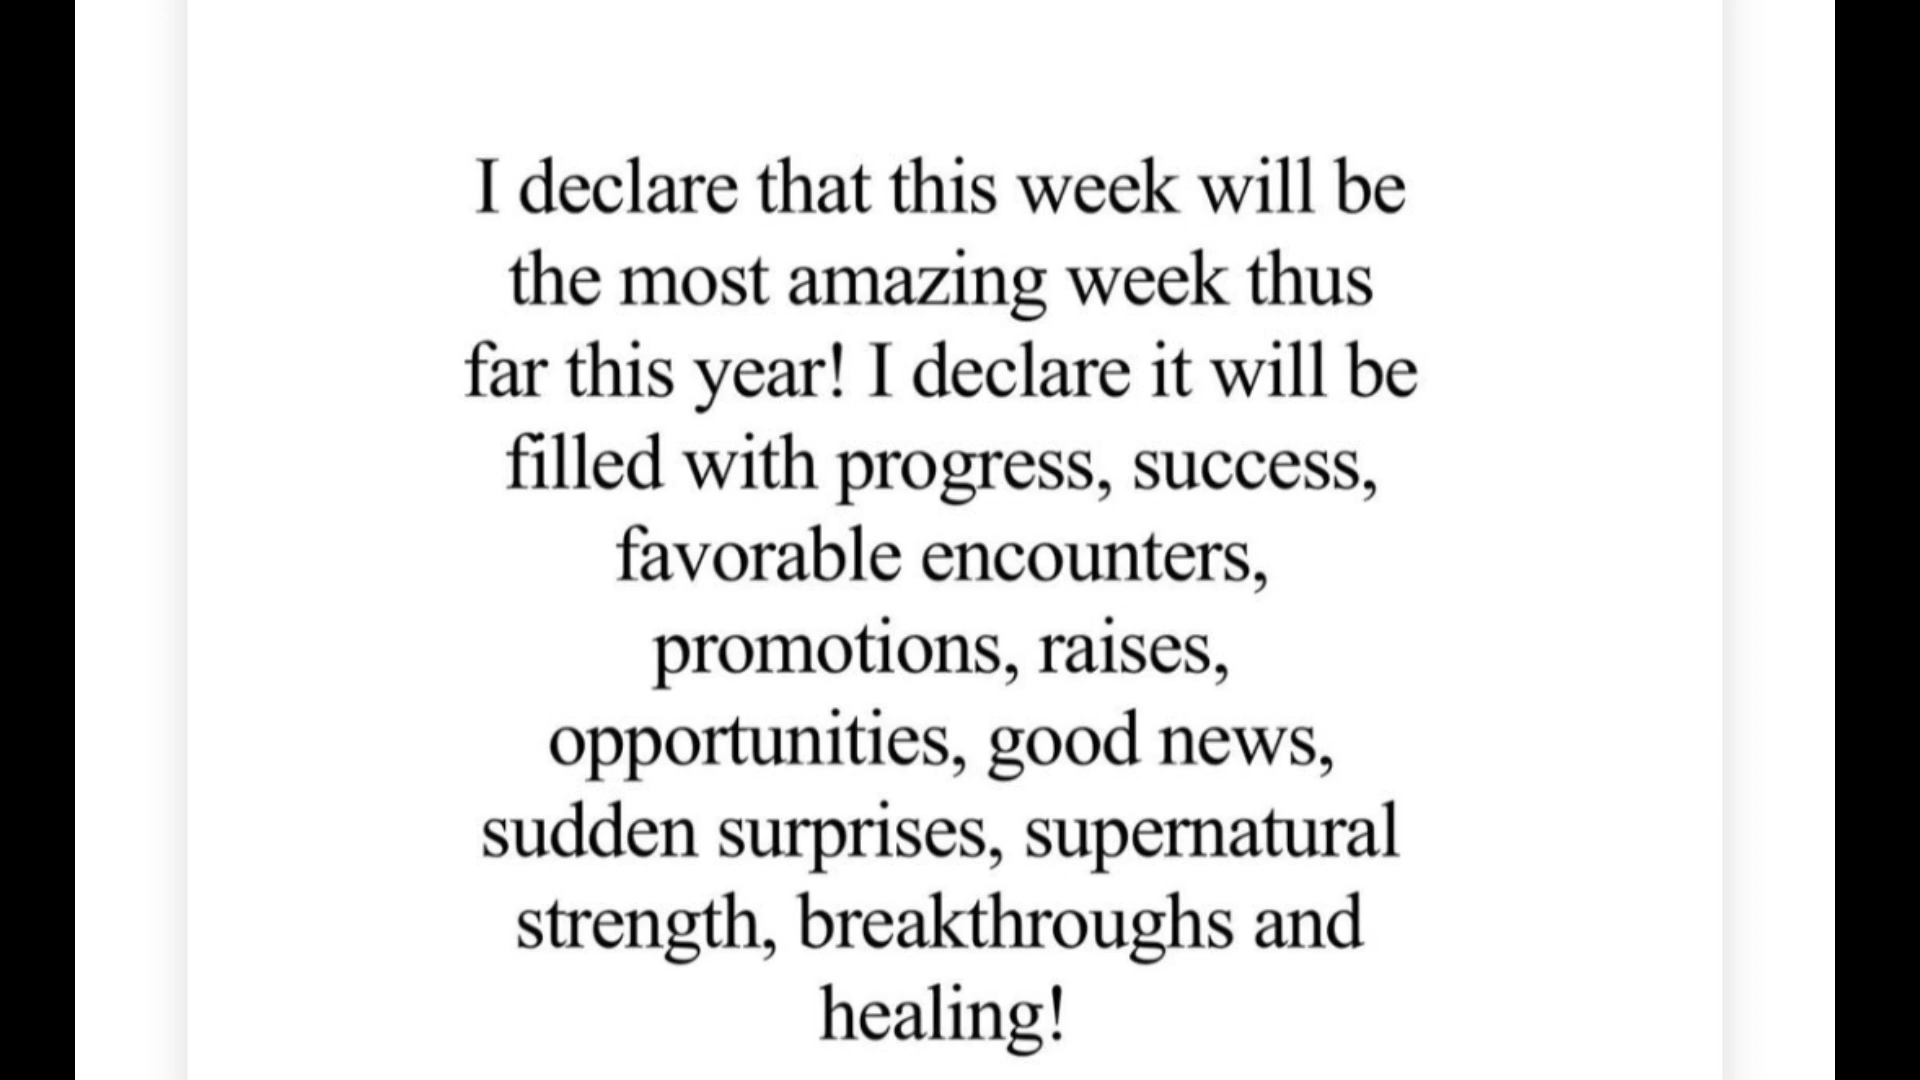 I declare that this week will be
the most amazing week thus
far this year! I declare it will be
filled with progress, success,
favorable encounters,
promotions, raises,
opportunities, good news,
sudden surprises, supernatural
strength, breakthroughs and
healing!